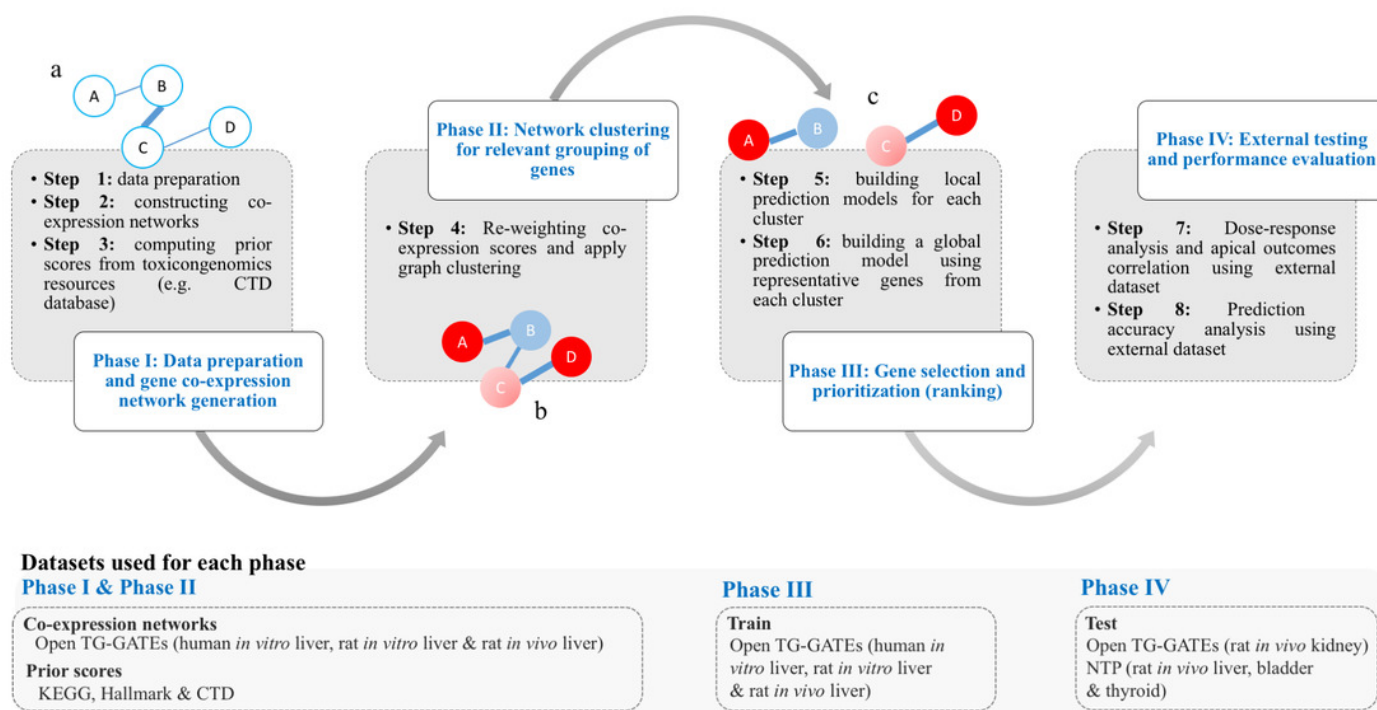 a
A
B
C
D
• Step 1: data preparation
• Step 2: constructing co-
expression networks
• Step 3: computing prior
scores from toxicongenomics
resources (e.g. CTD
database)
Phase I: Data preparation
and gene co-expression
network generation
Phase II: Network clustering
for relevant grouping of
genes
• Step 4: Re-weighting co-
expression scores and apply
graph clustering
A
B
C
D
b
c
A
B
C
D
• Step 5: building local
prediction models for each
cluster
• Step 6: building a global
prediction model using
representative genes from
each cluster
Phase III: Gene selection and
prioritization (ranking)
Phase IV: External testing
and performance evaluation
• Step 7: Dose-response
analysis and apical outcomes
correlation using external
dataset
• Step 8: Prediction
accuracy analysis using
external dataset
Datasets used for each phase
Phase I & Phase II
Co-expression networks
Open TG-GATEs (human in vitro liver, rat in vitro liver & rat in vivo liver)
Prior scores
KEGG, Hallmark & CTD
Phase III
Train
Open TG-GATEs (human in
vitro liver, rat in vitro liver
& rat in vivo liver)
Phase IV
Test
Open TG-GATEs (rat in vivo kidney)
NTP (rat in vivo liver, bladder
& thyroid)